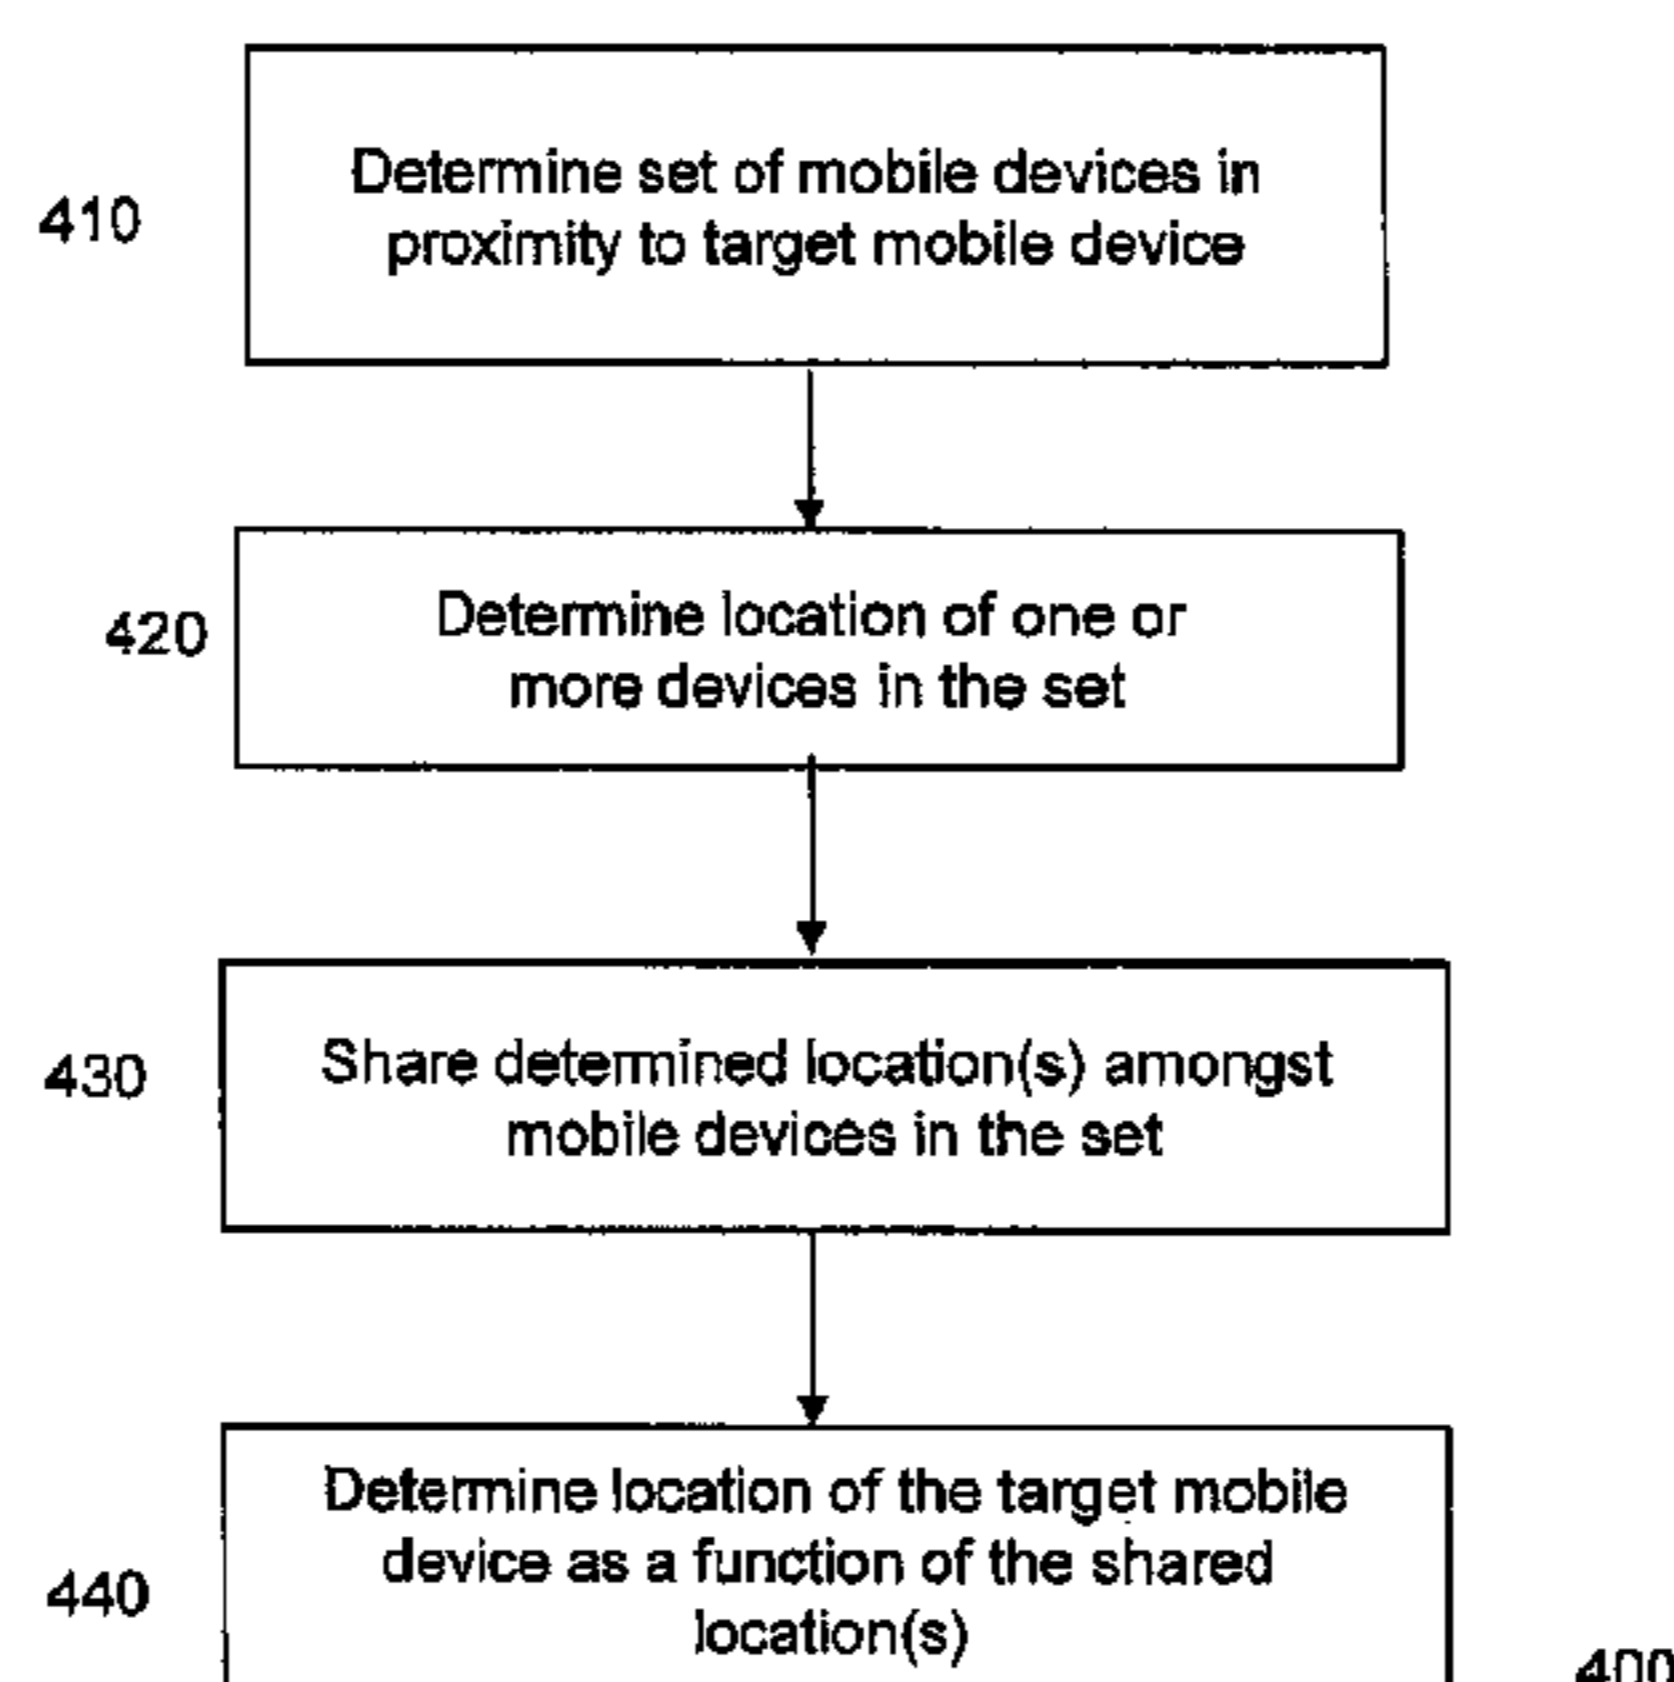 410
Determine set of mobile devices in
proximity to target mobile device
420
Determine location of one or
more devices in the set
430
Share determined location(s) amongst
mobile devices in the set
440
Determine location of the target mobile
device as a function of the shared
location(s)
400